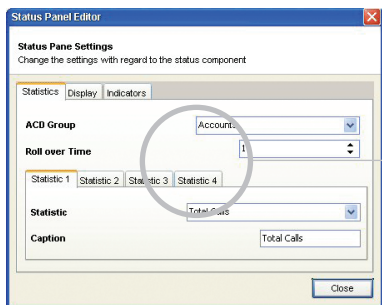 Status Panel Editor
Status Pane Settings
Change the settings with regard to the status component
Statistics Display Indicators
ACD Group Accounts
Roll over Time 1
Statistic 1 Statistic 2 Statistic 3 Statistic 4
Statistic Total Calls
Caption Total Calls
Close